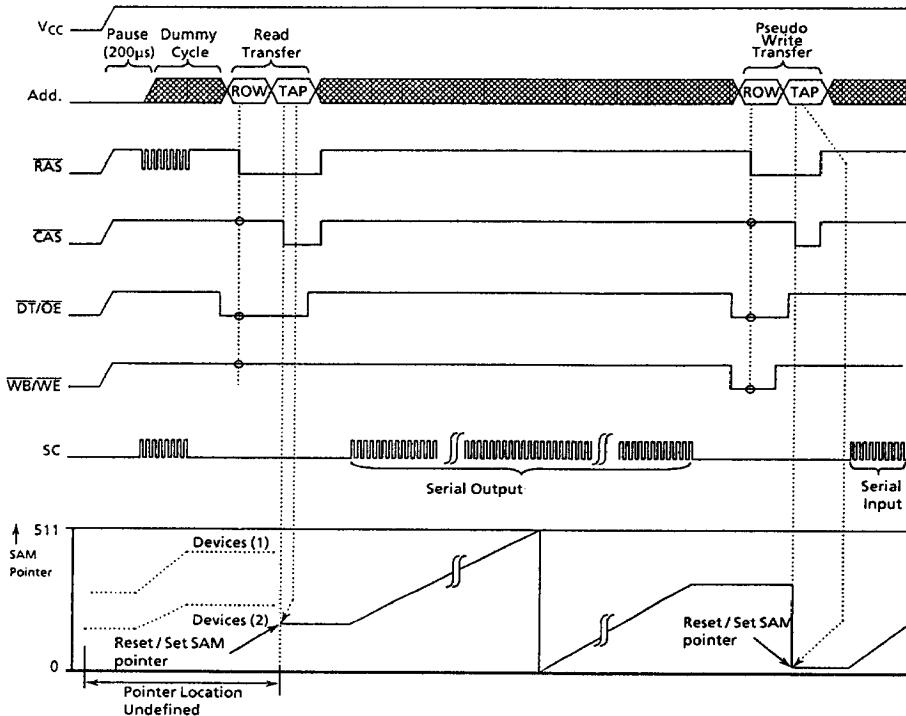 VCC
Pause
(200μs)
Dummy
Cycle
Read
Transfer
Pseudo
Write
Transfer
Add.
ROW
TAP
ROW
TAP
RAS
CAS
DT/OE
WB/WE
SC
Serial Output
Serial
Input
511
SAM
Pointer
Devices (1)
Devices (2)
Reset / Set SAM
pointer
Reset / Set SAM
pointer
0
Pointer Location
Undefined